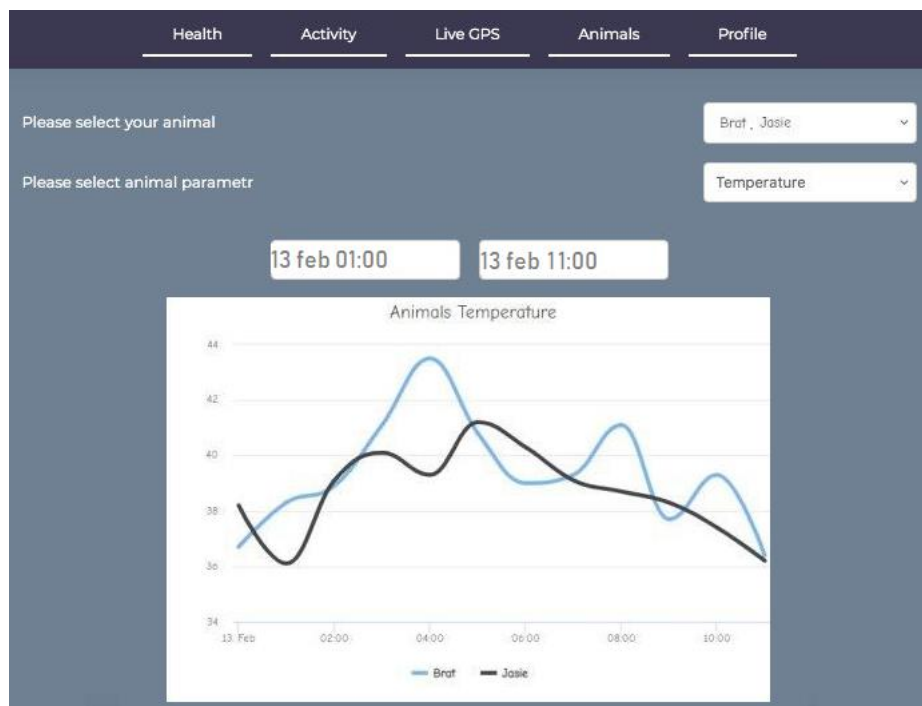 Health Activity Live GPS Animals Profile
Please select your animal
Brat , Jasie
Please select animal parametr
Temperature
13 feb 01:00 13 feb 11:00
Animals Temperature
44
42
40
38
36
34
13. Feb 02:00 04:00 06:00 08:00 10:00
Brat Jasie